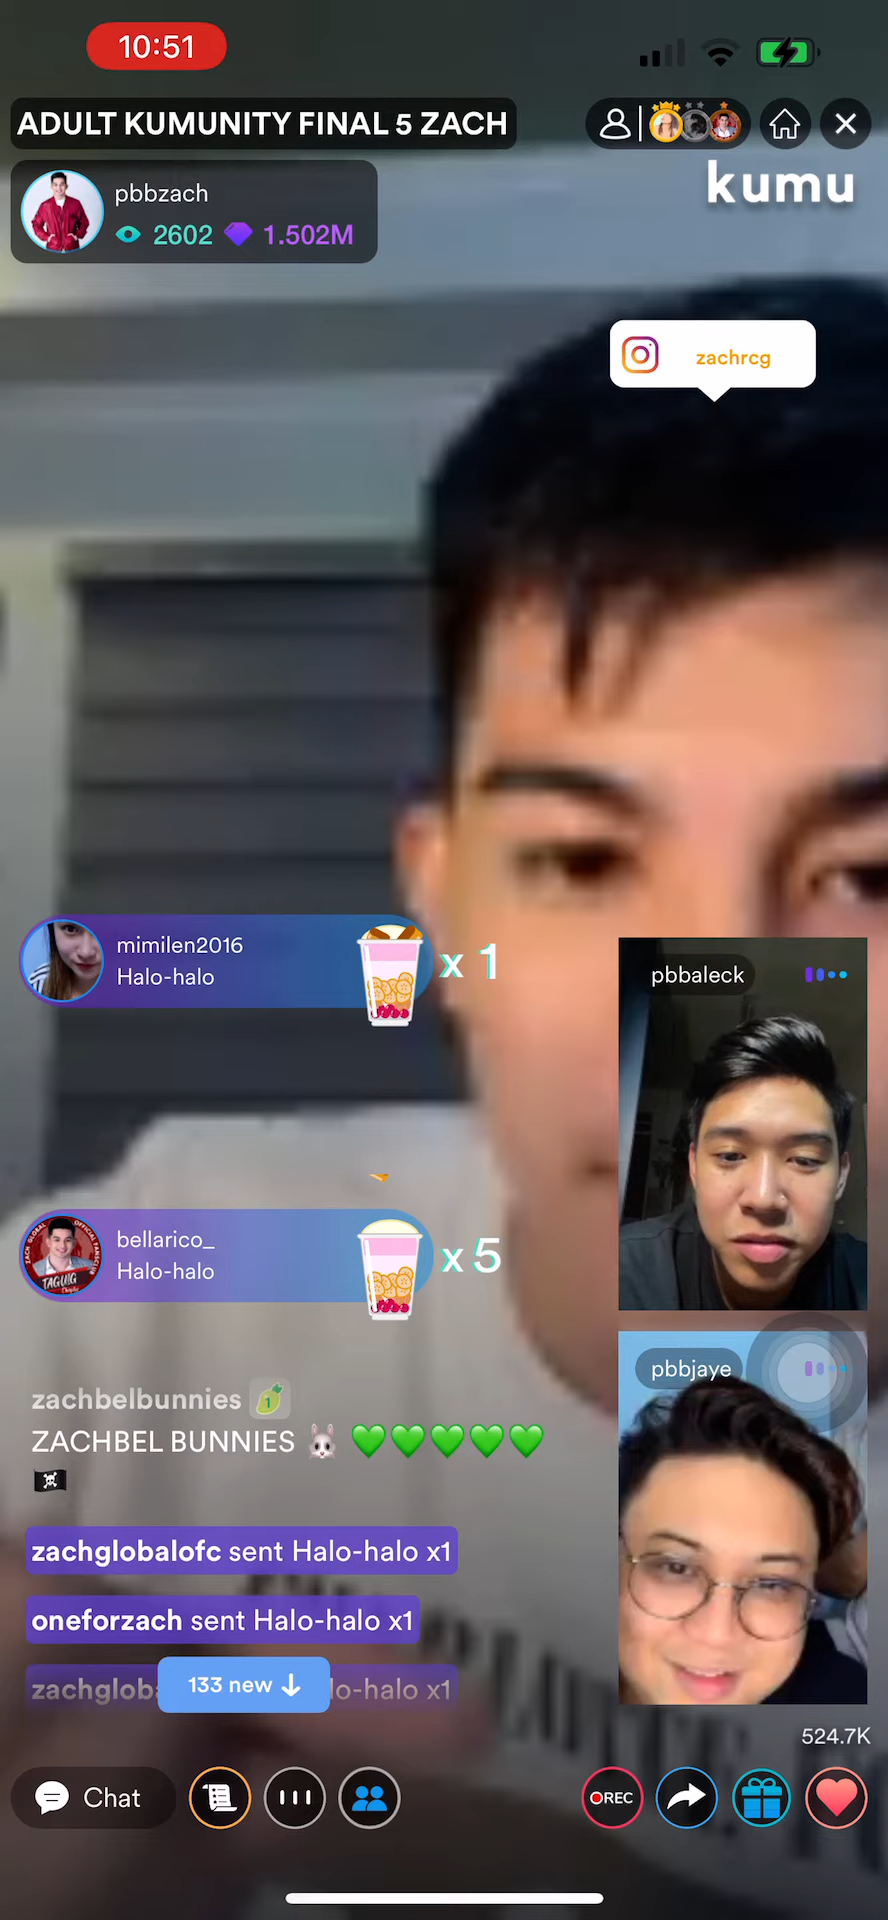 10:51
ADULT KUMUNITY FINAL 5 ZACH
pbbzach
2602 1.502M
kumu
zachrcg
mimilen2016
Halo-halo
x 1
pbbaleck
bellarico_
Halo-halo
x 5
TAGUIG
pbbjaye
zachbelbunnies 1
ZACHBEL BUNNIES 🐰 💚💚💚💚💚
🏴‍☠️
zachglobalofc sent Halo-halo x1
oneforzach sent Halo-halo x1
133 new ↓
524.7K
Chat
REC